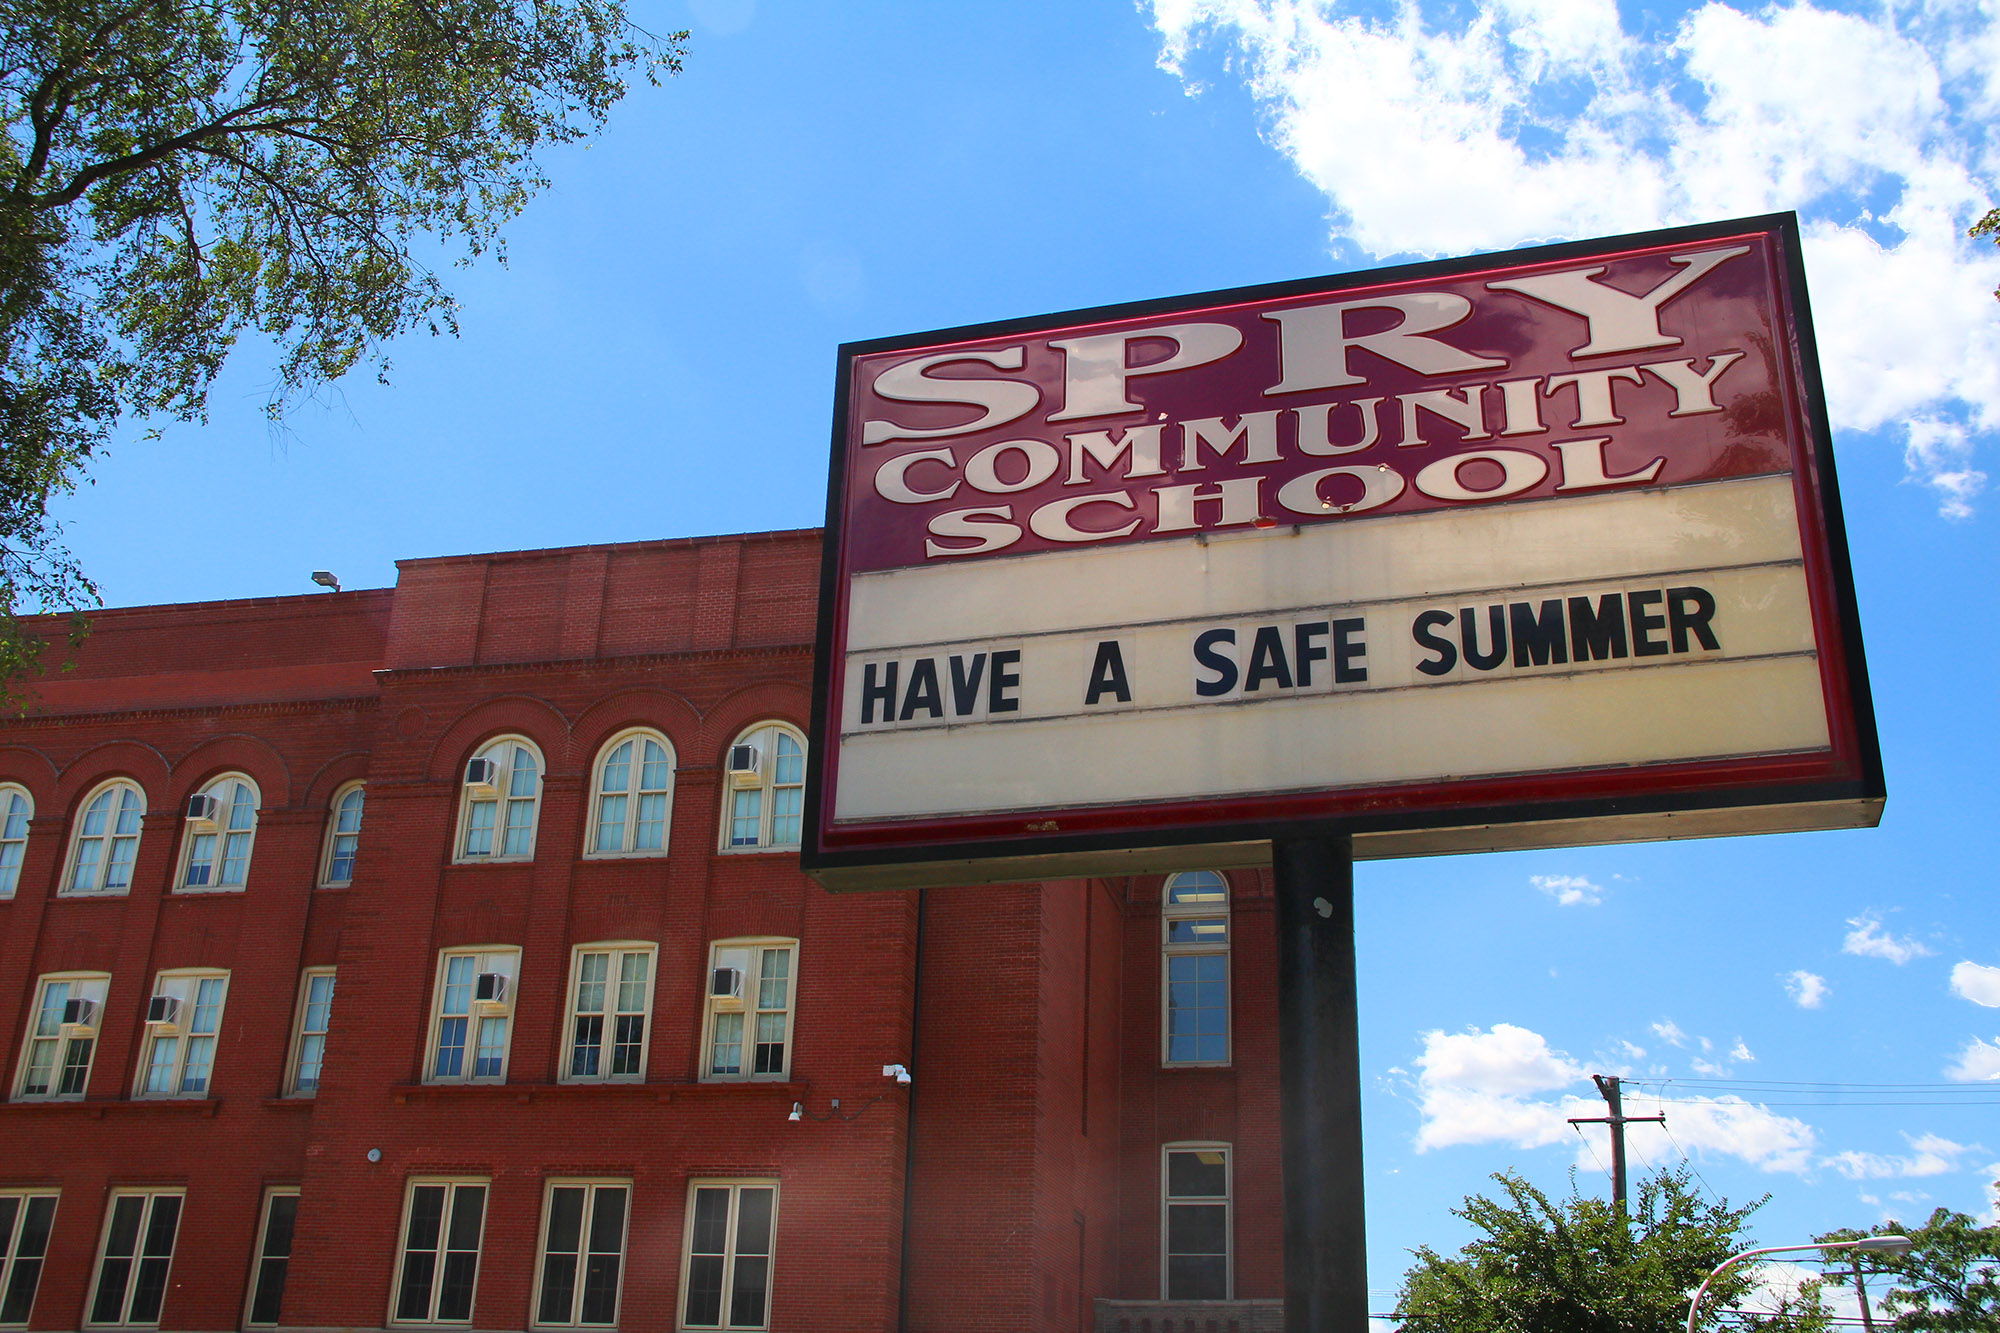 SPRY
COMMUNITY
SCHOOL
HAVE A SAFE SUMMER